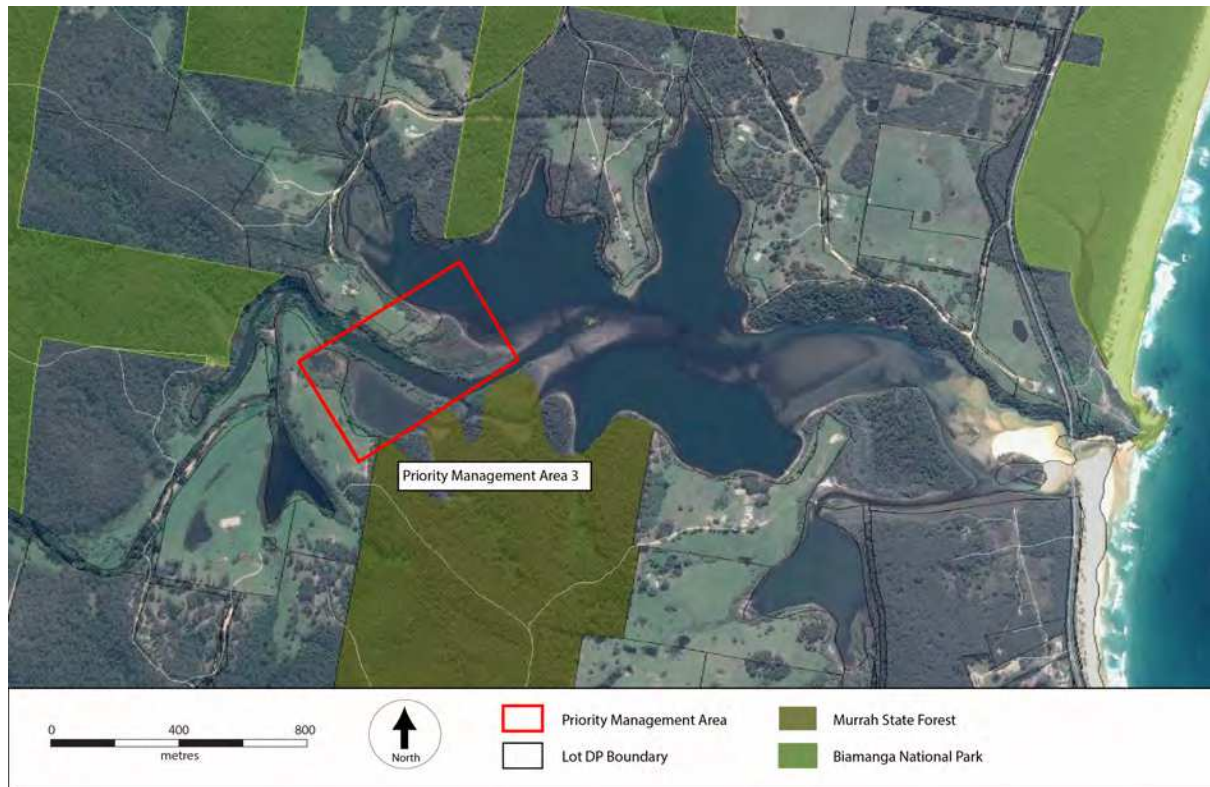 Priority Management Area 3
0 400 800
metres
North
Priority Management Area
Lot DP Boundary
Murrah State Forest
Biamanga National Park